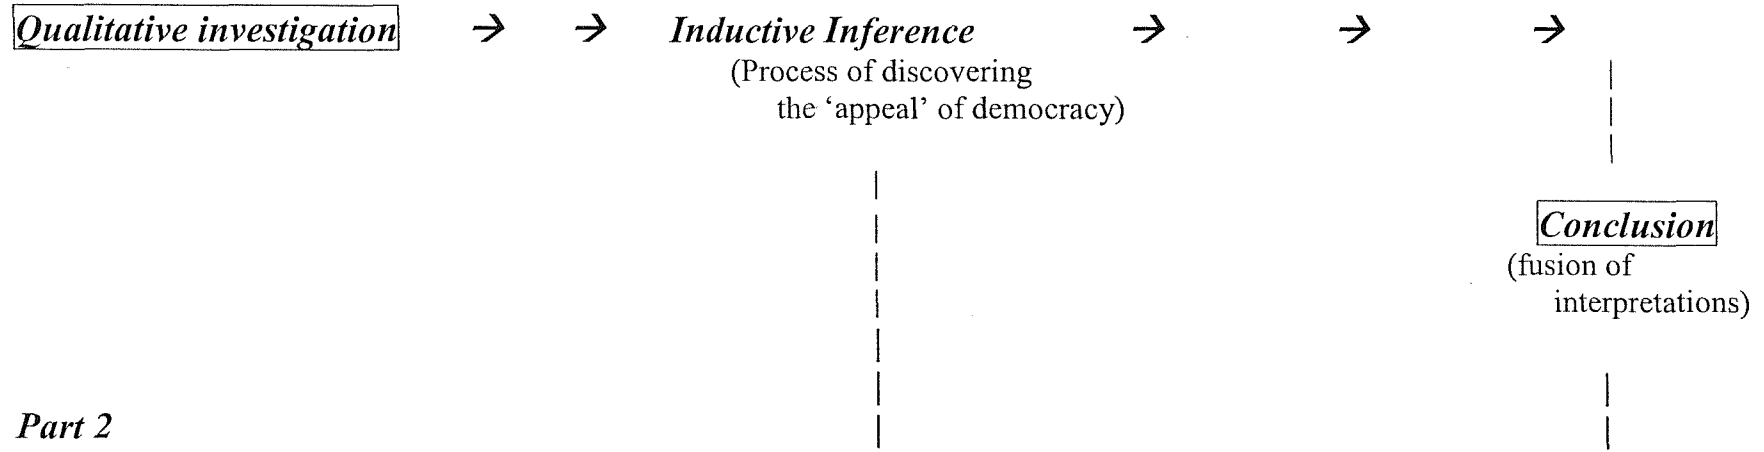 Qualitative investigation → → Inductive Inference → → →
(Process of discovering
the ‘appeal’ of democracy)
Conclusion
(fusion of
interpretations)
Part 2